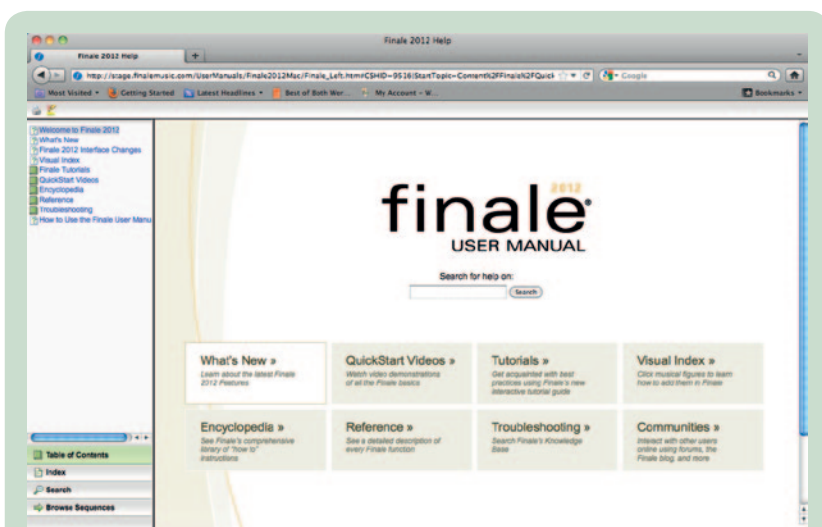 Finale 2012 Help
Finale 2012 Help
+
http://stage.finalemusic.com/UserManuals/Finale2012Mac/Finale_Left.htm#CSHID=9516|StartTopic=Content%2FFinale%2FQuick
Google
Most Visited
Getting Started
Latest Headlines
Best of Both Wor...
My Account - W...
Bookmarks
Welcome to Finale 2012
What's New
Finale 2012 Interface Changes
Visual Index
Finale Tutorials
QuickStart Videos
Encyclopedia
Reference
Troubleshooting
How to Use the Finale User Manu
Table of Contents
Index
Search
Browse Sequences
2012
finale®
USER MANUAL
Search for help on:
Search
What's New »
Learn about the latest Finale
2012 Features
QuickStart Videos »
Watch video demonstrations
of all the Finale basics
Tutorials »
Get acquainted with best
practices using Finale's new
interactive tutorial guide
Visual Index »
Click musical figures to learn
how to add them in Finale
Encyclopedia »
See Finale's comprehensive
library of "how to"
instructions
Reference »
See a detailed description of
every Finale function
Troubleshooting »
Search Finale's Knowledge
Base
Communities »
Interact with other users
online using forums, the
Finale blog, and more